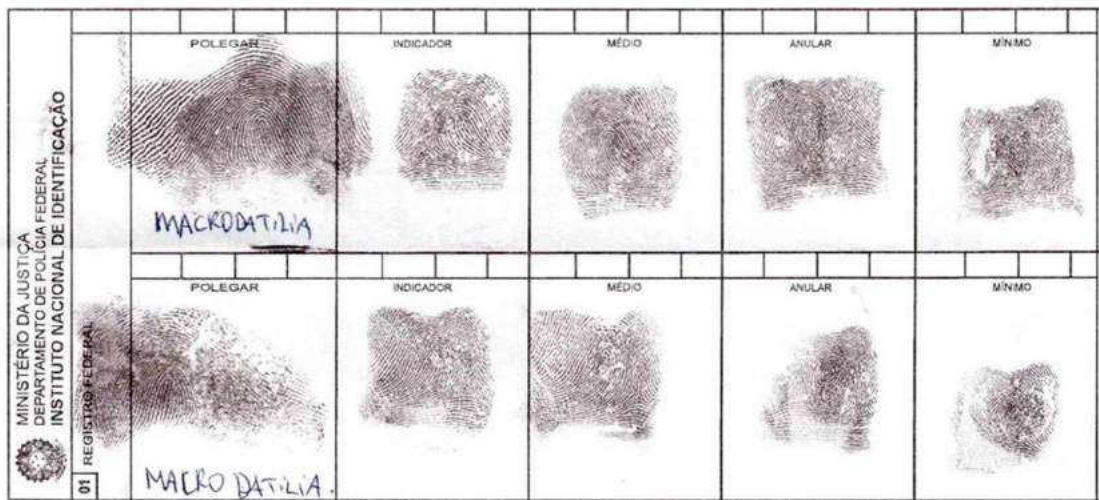 MINISTÉRIO DA JUSTIÇA
DEPARTAMENTO DE POLÍCIA FEDERAL
INSTITUTO NACIONAL DE IDENTIFICAÇÃO
01 REGISTRO FEDERAL
POLEGAR INDICADOR MÉDIO ANULAR MÍNIMO
MACRODATILIA
POLEGAR INDICADOR MÉDIO ANULAR MÍNIMO
MACRO DATILIA.